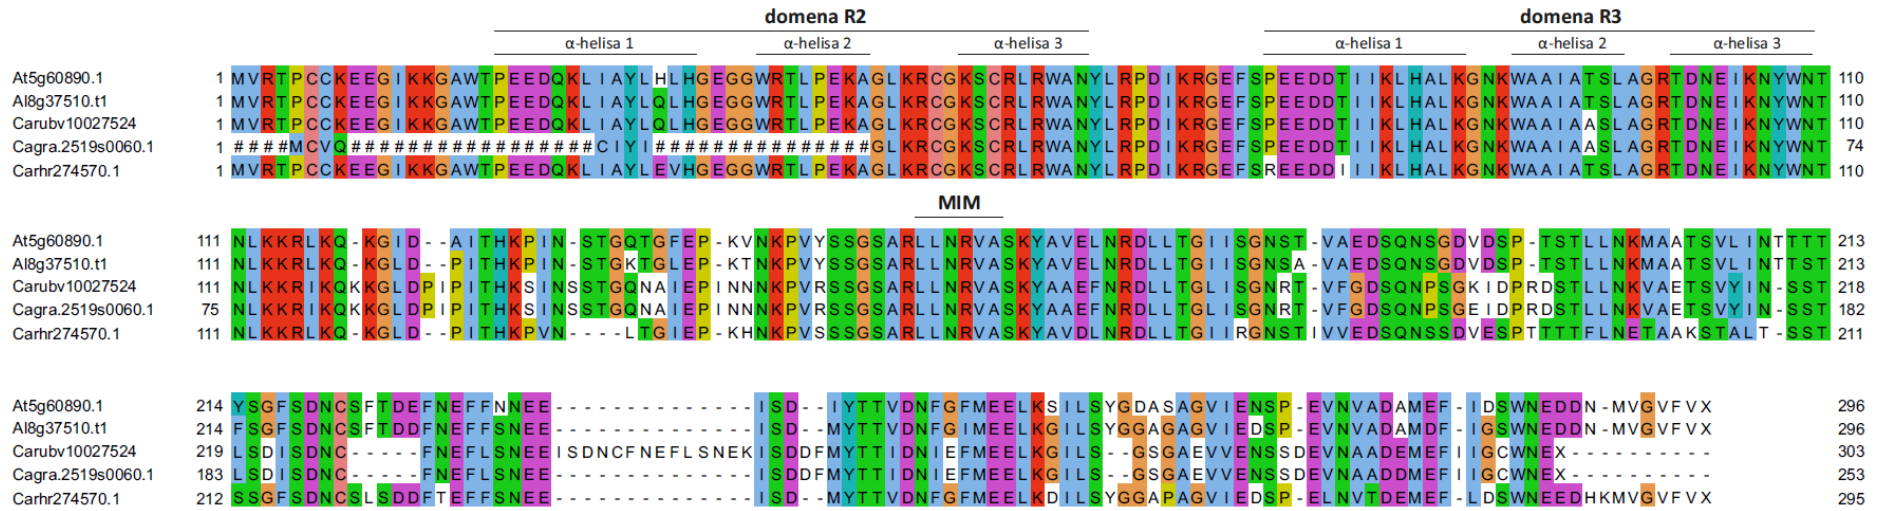 domena R2 domena R3
α-helisa 1 α-helisa 2 α-helisa 3 α-helisa 1 α-helisa 2 α-helisa 3
At5g60890.1 1 MVRTPCCKEEGIKKGAWTPEEDQKLIAYLHLHGEGGWRTLPEKAGLKRCGKSCRLRWANYLRPDIKRGEFSPEEDDTIIKLHALKGNKWAAIATSLAGRTDNEIKNYWNT 110
Al8g37510.t1 1 MVRTPCCKEEGIKKGAWTPEEDQKLIAYLQLHGEGGWRTLPEKAGLKRCGKSCRLRWANYLRPDIKRGEFSPEEDDTIIKLHALKGNKWAAIATSLAGRTDNEIKNYWNT 110
Carubv10027524 1 MVRTPCCKEEGIKKGAWTPEEDQKLIAYLQLHGEGGWRTLPEKAGLKRCGKSCRLRWANYLRPDIKRGEFSPEEDDTIIKLHALKGNKWAAIAASLAGRTDNEIKNYWNT 110
Cagra.2519s0060.1 1 ####MCVQ#################CIYI###############GLKRCGKSCRLRWANYLRPDIKRGEFSPEEDDTIIKLHALKGNKWAAIAASLAGRTDNEIKNYWNT 74
Carhr274570.1 1 MVRTPCCKEEGIKKGAWTPEEDQKLIAYLEVHGEGGWRTLPEKAGLKRCGKSCRLRWANYLRPDIKRGEFSREEDDIIIKLHALKGNKWAAIATSLAGRTDNEIKNYWNT 110
MIM
At5g60890.1 111 NLKKRLKQ-KGID--AITHKPIN-STGQTGFEP-KVNKPVYSSGSARLLNRVASKYAVELNRDLLTGIISGNST-VAEDSQNSGDVDSP-TSTLLNKMAATSVLINTTTT 213
Al8g37510.t1 111 NLKKRLIKQ-KGLD--PITHKPIN-STGKTGLEP-KTNKPVYSSGSARLLNRVASKYAVELNRDLLTGIISGNSA-VAEDSQNSGDVDSP-TSTLLNKMAATSVLINTTST 213
Carubv10027524 111 NLKKRIKQKKGLDPIPITHKSINSSTGQNAIEPINNNKPVRSSGSARLLNRVASKYAAEFNRDLLTGLISGNRT-VFGDSQNPSGKIDPRDSTLLNKVAETSVYIN-SST 218
Cagra.2519s0060.1 75 NLKKRIKQKKGLDPIPITHKSINSSTGQNAIEPINNNKPVRSSGSARLLNRVASKYAAEFNRDLLTGLISGNRT-VFGDSQNPSGEIDPRDSTLLNKVAETSVYIN-SST 182
Carhr274570.1 111 NLKKRLKQ-KGLD--PITHKPVN----LTGIEP-KHNKPVSSSGSARLLNRVASKYAVDLNRDLLTGIIRGNSTIVVEDSQNSSDVESPTTTTFLNETAAKSTALT-SST 211
At5g60890.1 214 YSGFSDNCSFTDEFNEFFNNEE--------------ISD--IYTTVDNFGFMEELKSILSYGDASAGVIENSP-EVNVADAMEF-IDSWNEDDN-MVGVFVX 296
Al8g37510.t1 214 FSGFSDNCSFTDDFNEFFSNEE--------------ISD--MYTTVDNFGIMEELKGILSYGGAGAGVIEDSP-EVNVADAMDF-IGSWNEDDN-MVGVFVX 296
Carubv10027524 219 LSDISDNC-----FNEFLSNEEISDNCFNEFLSNEKISDDFMYTTIDNIEFMEELKGILS--GSGAEVVENSSDEVNAADEMEFIIGCWNEX---------- 303
Cagra.2519s0060.1 183 LSDISDNC-----FNEFLSNEE--------------ISDDFMYTTVDNIEFMEELKGILS--GSGAEVVENSSDEVNAADDMEFIIGCWNEX---------- 253
Carhr274570.1 212 SSGFSDNCSLSDDFTEFFSNEE--------------ISD--MYTTVDNFGFMEELKDILSYGGAPAGVIEDSP-ELNVTDEMEF-LDSWNEEDHKMVGVFVX 295